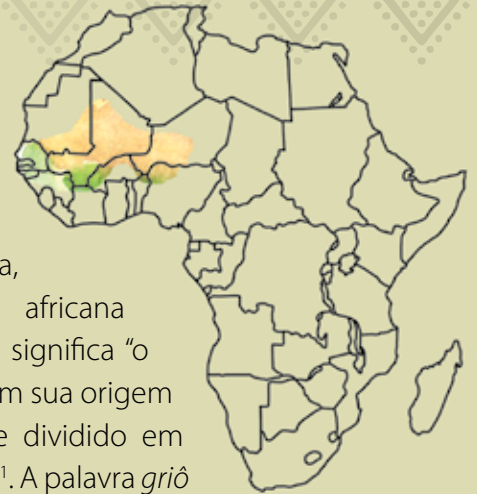 a,
africana
significa “o
m sua origem
e dividido em
¹. A palavra griô